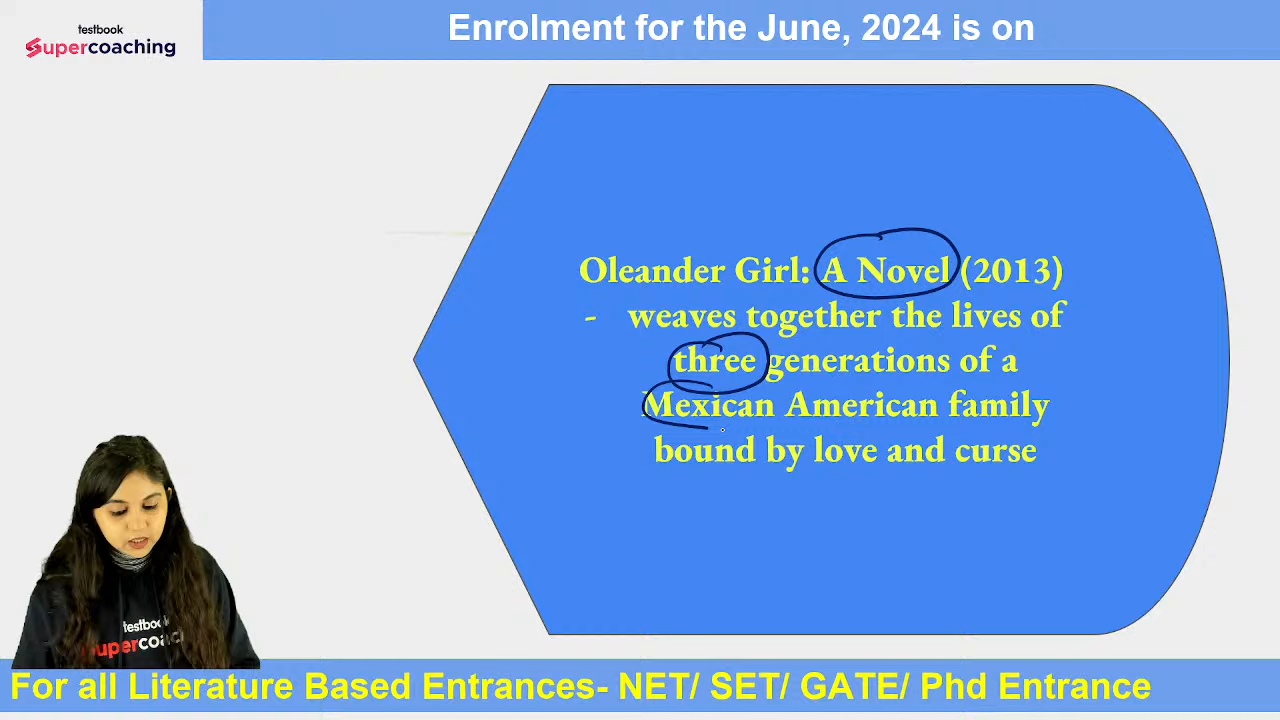 testbook
Supercoaching
Enrolment for the June, 2024 is on
Oleander Girl: A Novel (2013)
- weaves together the lives of
three generations of a
Mexican American family
bound by love and curse
testbook
supercoachi
For all Literature Based Entrances- NET/ SET/ GATE/ Phd Entrance